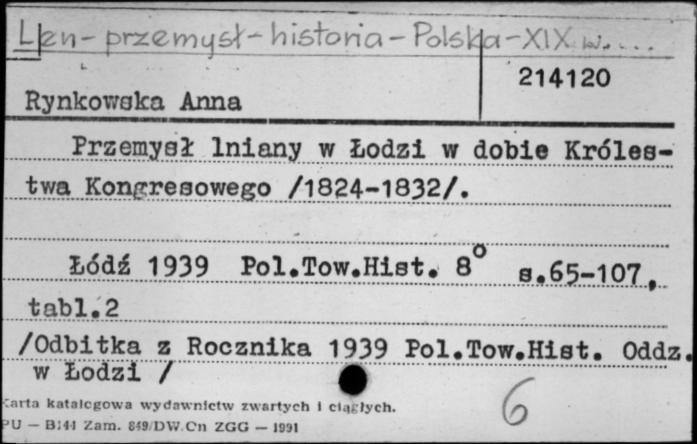 Len - przemysł - historia - Polska - XIX w. ...
214120
Rynkowska Anna
Przemysł lniany w Łodzi w dobie Króles-
twa Kongresowego /1824-1832/.
Łódź 1939 Pol.Tow.Hist. 8° s.65-107,
tabl.2
/Odbitka z Rocznika 1939 Pol.Tow.Hist. Oddz.
w Łodzi /
Karta katalogowa wydawnictw zwartych i ciągłych.
PU — B144 Zam. 849/DW.Cn ZGG — 1991
6